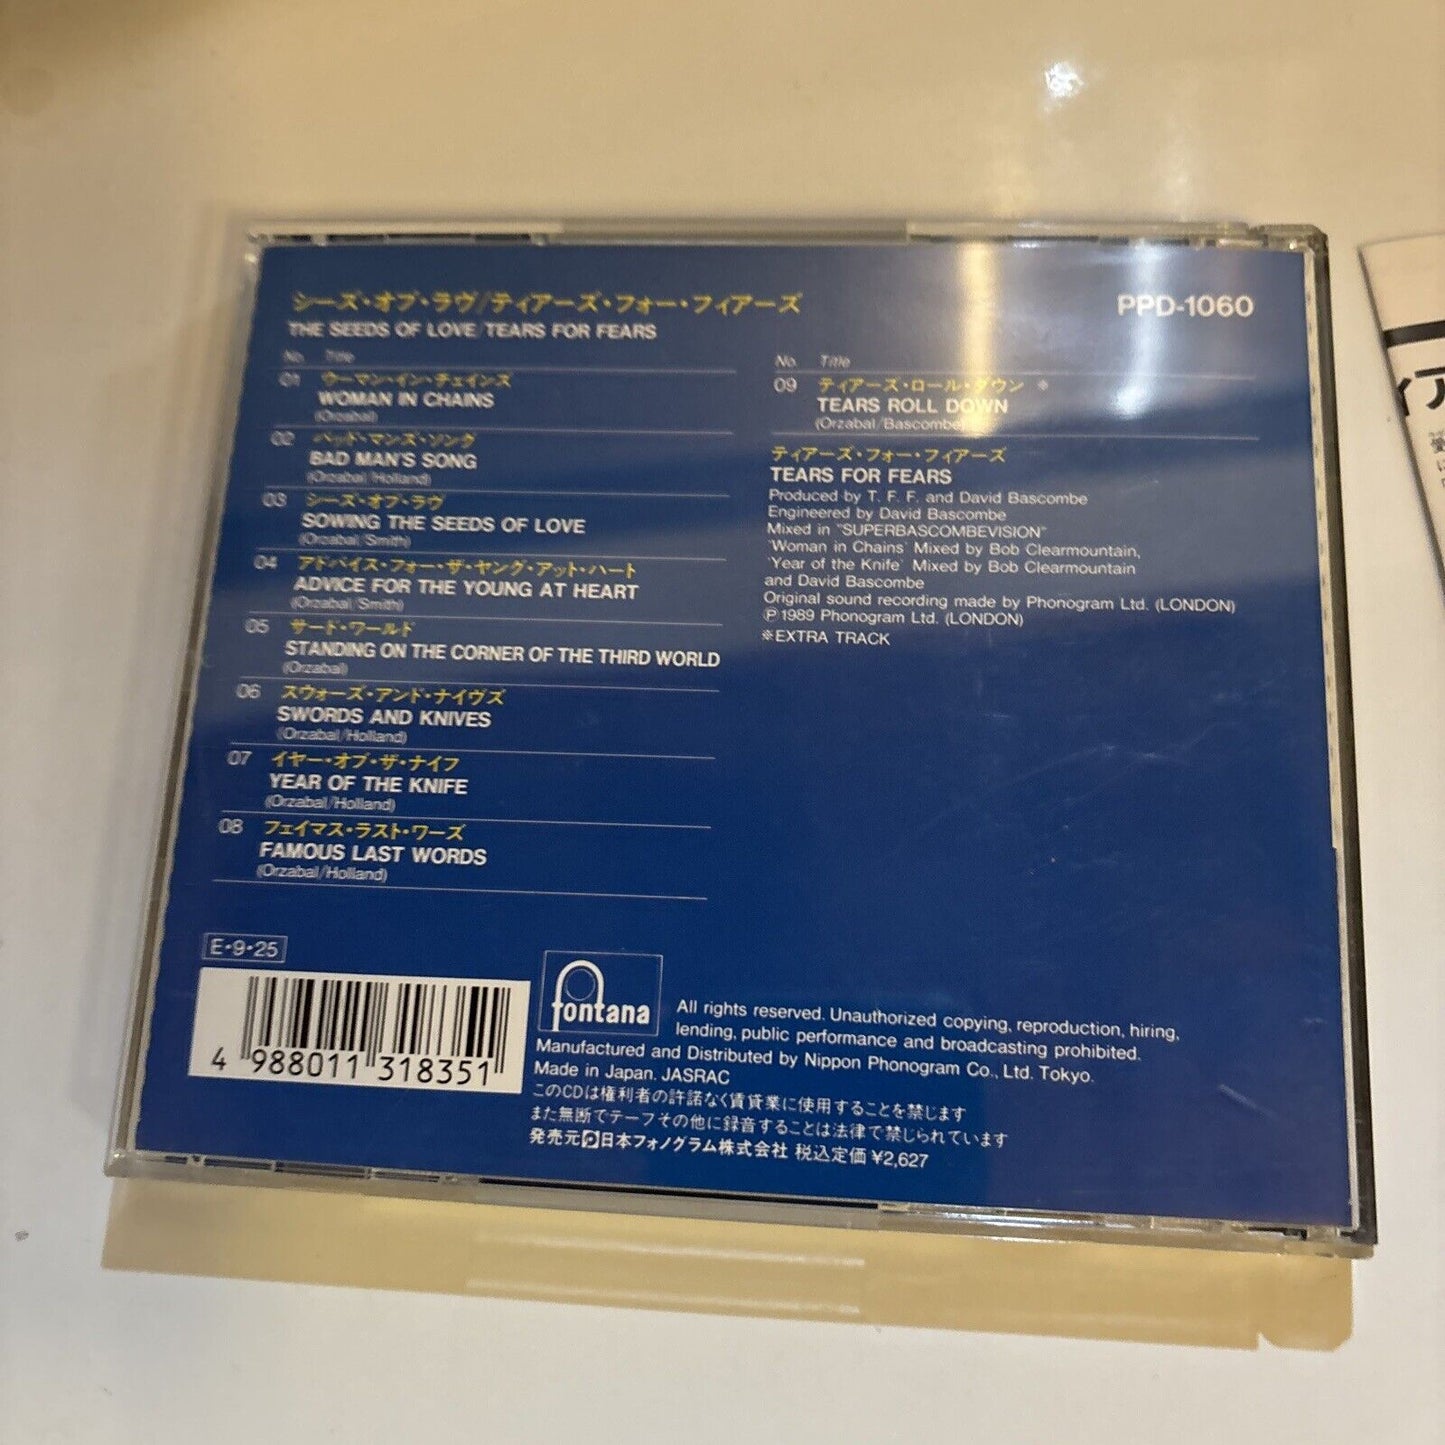 シーズ・オブ・ラヴ/ティアーズ・フォー・フィアーズ
THE SEEDS OF LOVE/TEARS FOR FEARS
PPD-1060
No. Title
01 ウーマン・イン・チェインズ
WOMAN IN CHAINS
(Orzabal)
02 バッド・マンズ・ソング
BAD MAN'S SONG
(Orzabal/Holland)
03 シーズ・オブ・ラヴ
SOWING THE SEEDS OF LOVE
(Orzabal/Smith)
04 アドバイス・フォー・ザ・ヤング・アット・ハート
ADVICE FOR THE YOUNG AT HEART
(Orzabal/Smith)
05 サード・ワールド
STANDING ON THE CORNER OF THE THIRD WORLD
(Orzabal)
06 スウォーズ・アンド・ナイヴズ
SWORDS AND KNIVES
(Orzabal/Holland)
07 イヤー・オブ・ザ・ナイフ
YEAR OF THE KNIFE
(Orzabal/Holland)
08 フェイマス・ラスト・ワーズ
FAMOUS LAST WORDS
(Orzabal/Holland)
No. Title
09 ティアーズ・ロール・ダウン ※
TEARS ROLL DOWN
(Orzabal/Bascombe)
ティアーズ・フォー・フィアーズ
TEARS FOR FEARS
Produced by T. F. F. and David Bascombe
Engineered by David Bascombe
Mixed in "SUPERBASCOMBEVISION"
'Woman in Chains' Mixed by Bob Clearmountain,
'Year of the Knife' Mixed by Bob Clearmountain
and David Bascombe
Original sound recording made by Phonogram Ltd. (LONDON)
Ⓟ1989 Phonogram Ltd. (LONDON)
※EXTRA TRACK
E・9・25
4 988011 318351
fontana
All rights reserved. Unauthorized copying, reproduction, hiring,
lending, public performance and broadcasting prohibited.
Manufactured and Distributed by Nippon Phonogram Co., Ltd. Tokyo.
Made in Japan. JASRAC
このCDは権利者の許諾なく賃貸業に使用することを禁じます
また無断でテープその他に録音することは法律で禁じられています
発売元 日本フォノグラム株式会社 税込定価¥2,627